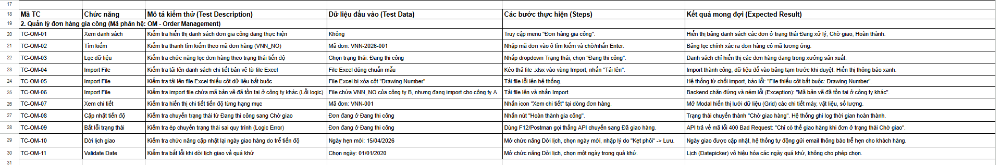 17
18 Mã TC Chức năng Mô tả kiểm thử (Test Description) Dữ liệu đầu vào (Test Data) Các bước thực hiện (Steps) Kết quả mong đợi (Expected Result)
19 2. Quản lý đơn hàng gia công (Mã phân hệ: OM - Order Management)
20 TC-OM-01 Xem danh sách Kiểm tra hiển thị danh sách đơn gia công đang thực hiện Không Truy cập menu "Đơn hàng gia công". Hiển thị bảng danh sách các đơn ở trạng thái Đang xử lý, Chờ giao, Hoàn thành.
21 TC-OM-02 Tìm kiếm Kiểm tra thanh tìm kiếm theo mã đơn hàng (VNN_NO) Mã đơn: VNN-2026-001 Nhập mã đơn vào ô tìm kiếm và chờ/nhấn Enter. Bảng lọc chính xác ra đơn hàng có mã tương ứng.
22 TC-OM-03 Lọc dữ liệu Kiểm tra chức năng lọc đơn hàng theo trạng thái tiến độ Chọn trạng thái: Đang thi công Nhấp dropdown Trạng thái, chọn "Đang thi công". Danh sách chỉ hiển thị các đơn hàng đang trong xưởng sản xuất.
23 TC-OM-04 Import File Kiểm tra tải lên danh sách chi tiết bản vẽ từ file Excel File Excel đúng chuẩn mẫu Kéo thả file .xlsx vào vùng Import, nhấn "Tải lên". Import thành công, dữ liệu đổ vào bảng tạm trước khi duyệt. Hiển thị thông báo xanh.
24 TC-OM-05 Import File Kiểm tra tải lên file Excel thiếu cột dữ liệu bắt buộc File Excel bị xóa cột "Drawing Number" Tải file lỗi lên hệ thống. Hệ thống từ chối import, báo lỗi: "File thiếu cột bắt buộc: Drawing Number".
25 TC-OM-06 Import File Kiểm tra import file chứa mã bản vẽ đã tồn tại ở công ty khác (Lỗi logic) File chứa VNN_NO của công ty B, nhưng đang import cho công ty A Tải file lên và nhấn Import. Backend chặn đứng và ném lỗi (Exception): "Mã bản vẽ đã tồn tại ở công ty khác".
26 TC-OM-07 Xem chi tiết Kiểm tra hiển thị chi tiết tiến độ từng hạng mục Mã đơn: VNN-001 Nhấn icon "Xem chi tiết" tại dòng đơn hàng. Mở Modal hiển thị lưới dữ liệu (Grid) các chi tiết máy, vật liệu, số lượng.
27 TC-OM-08 Cập nhật tiến độ Kiểm tra chuyển trạng thái từ Đang thi công sang Chờ giao Đơn đang ở Đang thi công Nhấn nút "Hoàn thành gia công". Trạng thái chuyển thành "Chờ giao hàng". Hệ thống ghi log thời gian hoàn thành.
28 TC-OM-09 Bắt lỗi trạng thái Kiểm tra ép chuyển trạng thái sai quy trình (Logic Error) Đơn đang ở Đang thi công Dùng F12/Postman gọi thẳng API chuyển sang Đã giao hàng. API trả về mã lỗi 400 Bad Request: "Chỉ có thể giao hàng khi đơn ở trạng thái Chờ giao".
29 TC-OM-10 Dời lịch giao Kiểm tra chức năng cập nhật lại ngày giao hàng do trễ tiến độ Ngày hẹn mới: 15/04/2026 Mở chức năng Dời lịch, chọn ngày mới, nhập lý do "Kẹt phôi" -> Lưu. Ngày giao được cập nhật, hệ thống tự động gửi email thông báo trễ hẹn cho khách hàng.
30 TC-OM-11 Validate Date Kiểm tra bắt lỗi khi dời lịch giao về quá khứ Chọn ngày: 01/01/2020 Mở chức năng Dời lịch, chọn một ngày trong quá khứ. Lịch (Datepicker) vô hiệu hóa các ngày quá khứ, không cho phép chọn.
31